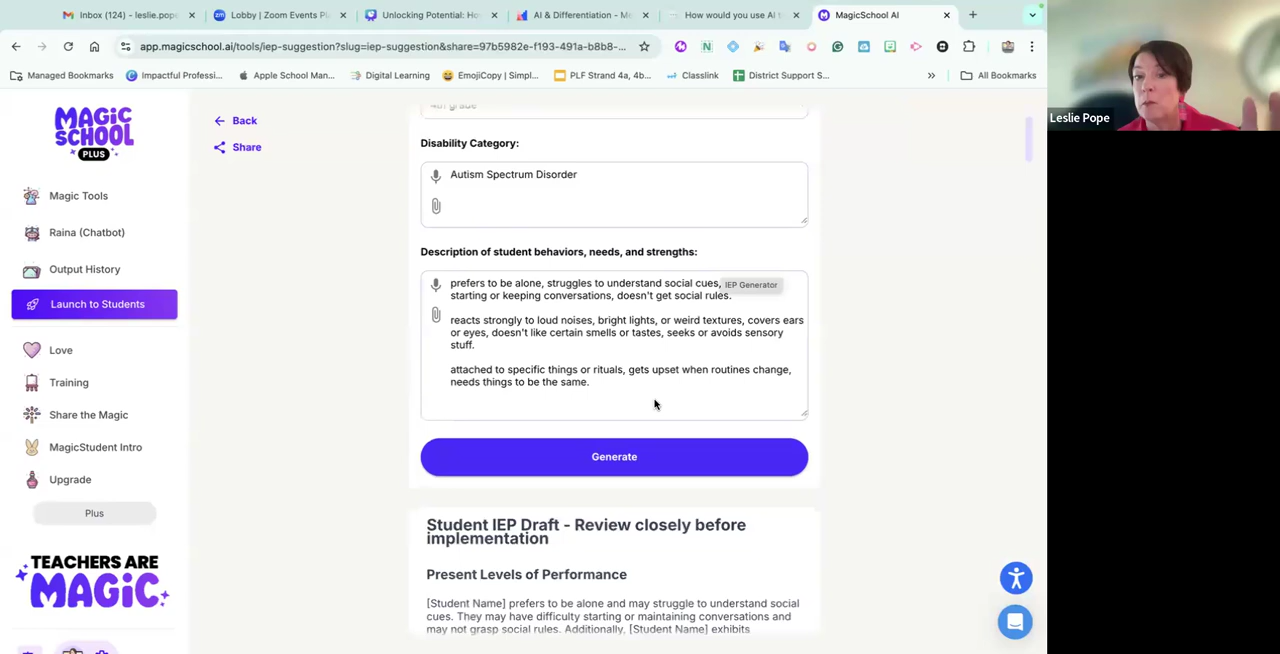 Inbox (124) - leslie.pope
Lobby | Zoom Events Pl
Unlocking Potential: Ho
AI & Differentiation - Me
How would you use AI t
MagicSchool AI
app.magicschool.ai/tools/iep-suggestion?slug=iep-suggestion&share=97b5982e-f193-491a-b8b8-...
Managed Bookmarks
Impactful Professi...
Apple School Man...
Digital Learning
EmojiCopy | Simpl...
PLF Strand 4a, 4b...
Classlink
District Support S...
»
All Bookmarks
MAGIC
SCHOOL
PLUS
Magic Tools
Raina (Chatbot)
Output History
Launch to Students
Love
Training
Share the Magic
MagicStudent Intro
Upgrade
Plus
TEACHERS ARE
MAGIC
Back
Share
4th grade
Disability Category:
Autism Spectrum Disorder
Description of student behaviors, needs, and strengths:
prefers to be alone, struggles to understand social cues,
IEP Generator
starting or keeping conversations, doesn't get social rules.
reacts strongly to loud noises, bright lights, or weird textures, covers ears
or eyes, doesn't like certain smells or tastes, seeks or avoids sensory
stuff.
attached to specific things or rituals, gets upset when routines change,
needs things to be the same.
Generate
Student IEP Draft - Review closely before
implementation
Present Levels of Performance
[Student Name] prefers to be alone and may struggle to understand social
cues. They may have difficulty starting or maintaining conversations and
may not grasp social rules. Additionally, [Student Name] exhibits
Leslie Pope